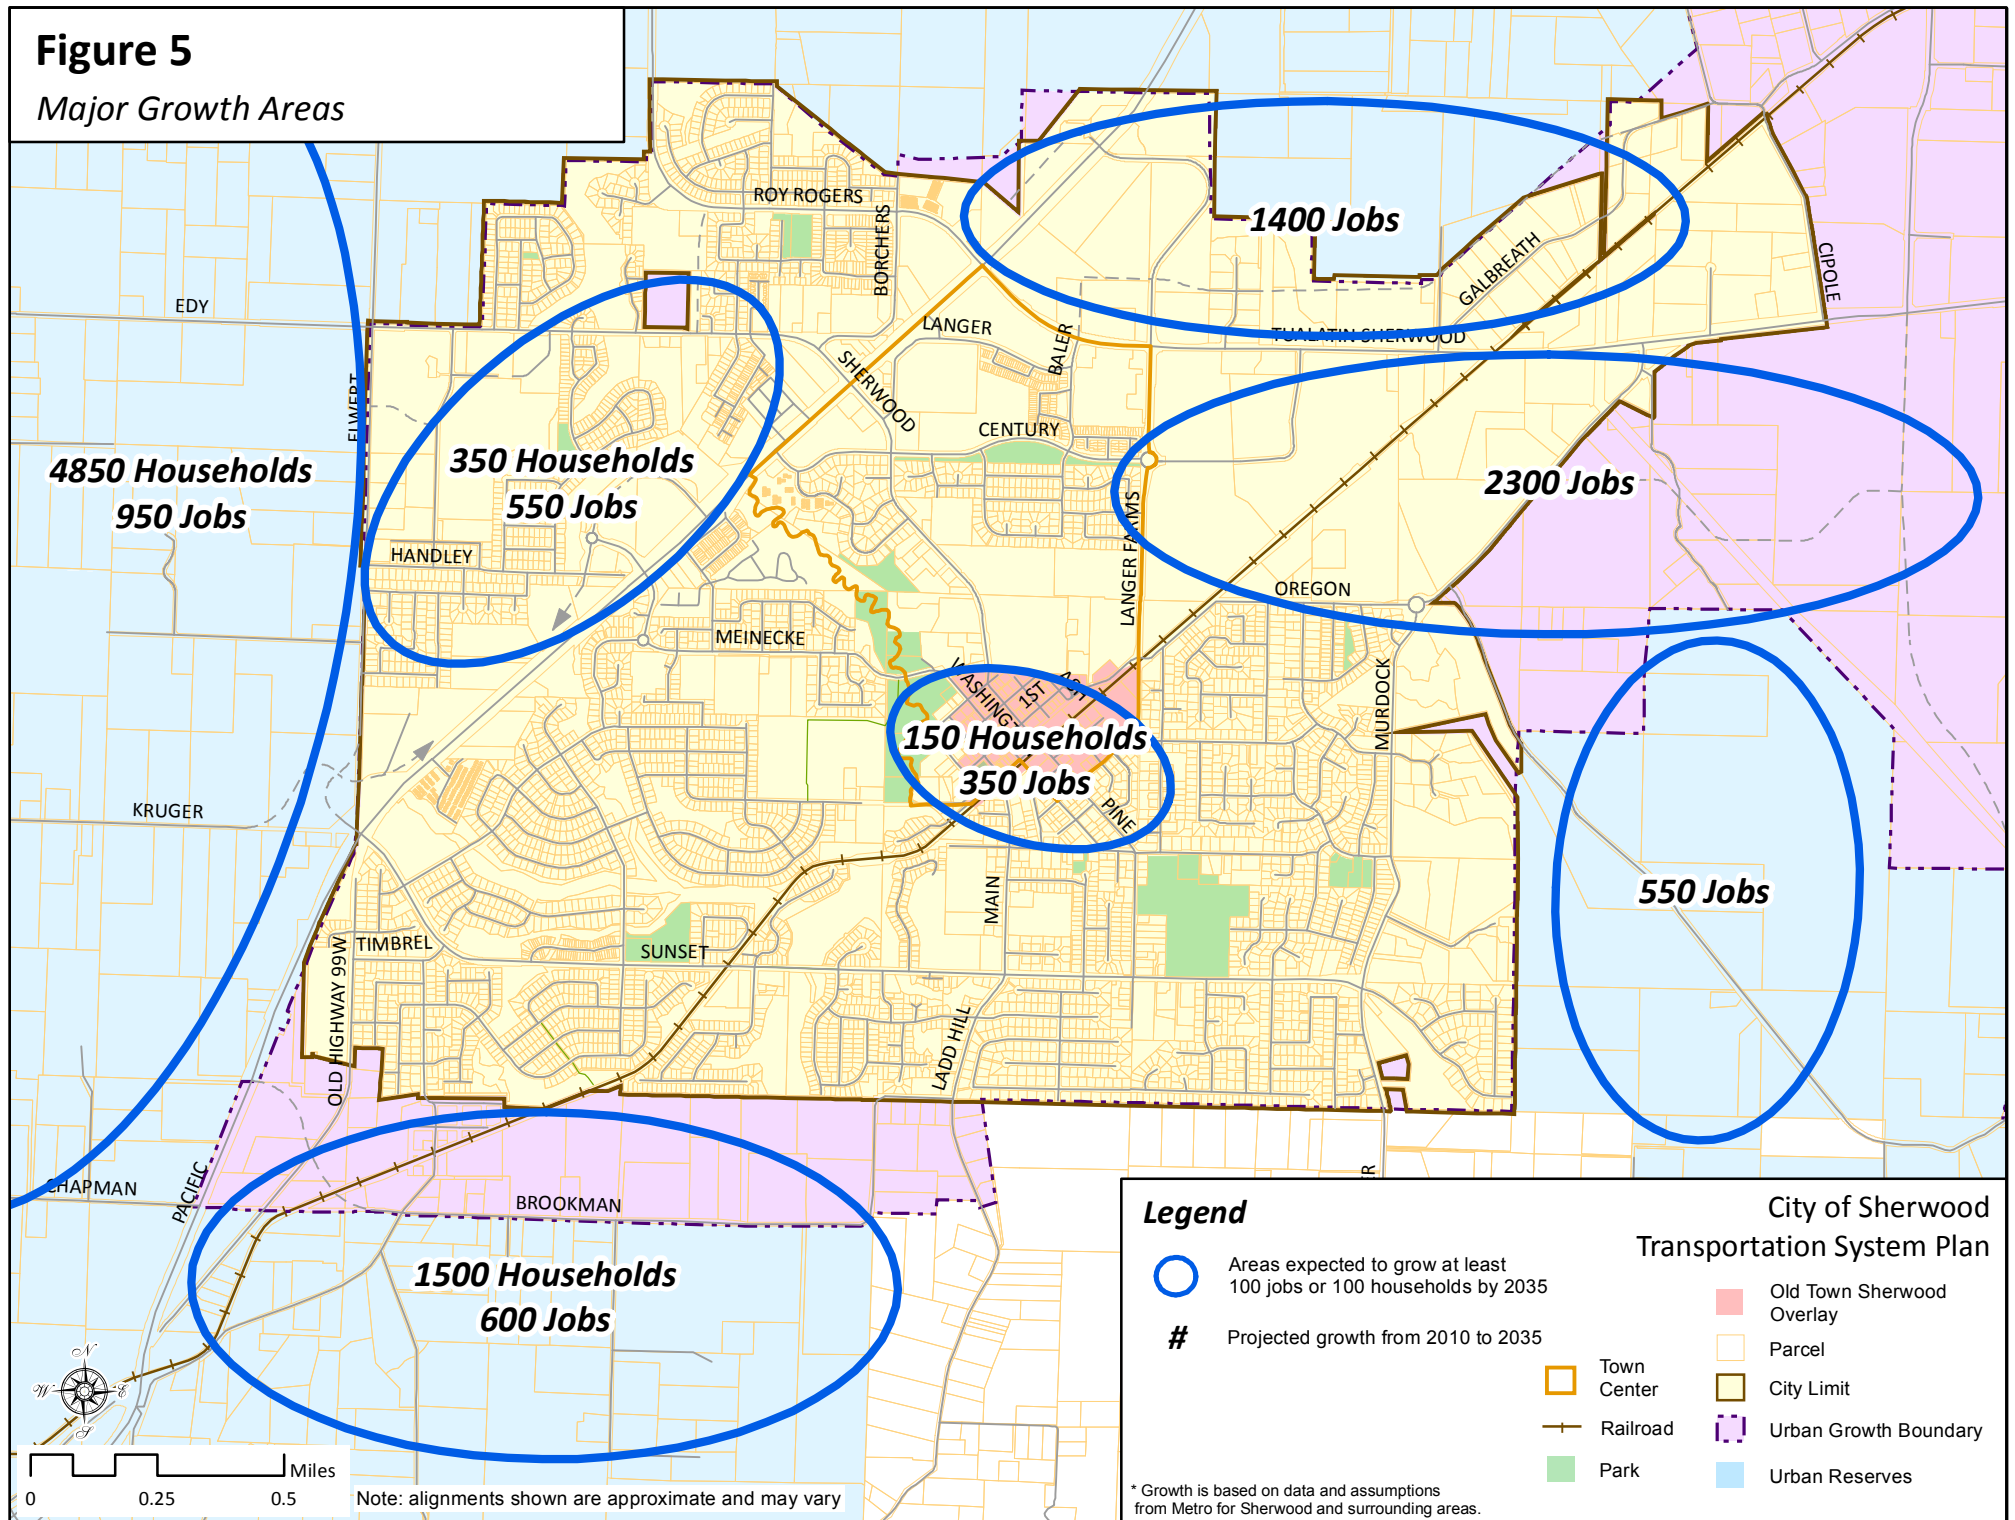 Figure 5
Major Growth Areas
ROY ROGERS
BORCHERS
1400 Jobs
GALBREATH
CIPOLE
EDY
LANGER
BALER
TUALATIN SHERWOOD
SHERWOOD
ELWERT
CENTURY
4850 Households
950 Jobs
350 Households
550 Jobs
2300 Jobs
LANGER FARMS
HANDLEY
OREGON
MEINECKE
WASHINGT
1ST
ASH
MURDOCK
150 Households
350 Jobs
PINE
KRUGER
550 Jobs
MAIN
TIMBREL
SUNSET
OLD HIGHWAY 99W
LADD HILL
CHAPMAN
PACIFIC
BROOKMAN
ER
1500 Households
600 Jobs
N
W
E
S
Miles
0
0.25
0.5
Note: alignments shown are approximate and may vary
Legend
Areas expected to grow at least
100 jobs or 100 households by 2035
#
Projected growth from 2010 to 2035
* Growth is based on data and assumptions
from Metro for Sherwood and surrounding areas.
City of Sherwood
Transportation System Plan
Town
Center
Railroad
Park
Old Town Sherwood
Overlay
Parcel
City Limit
Urban Growth Boundary
Urban Reserves